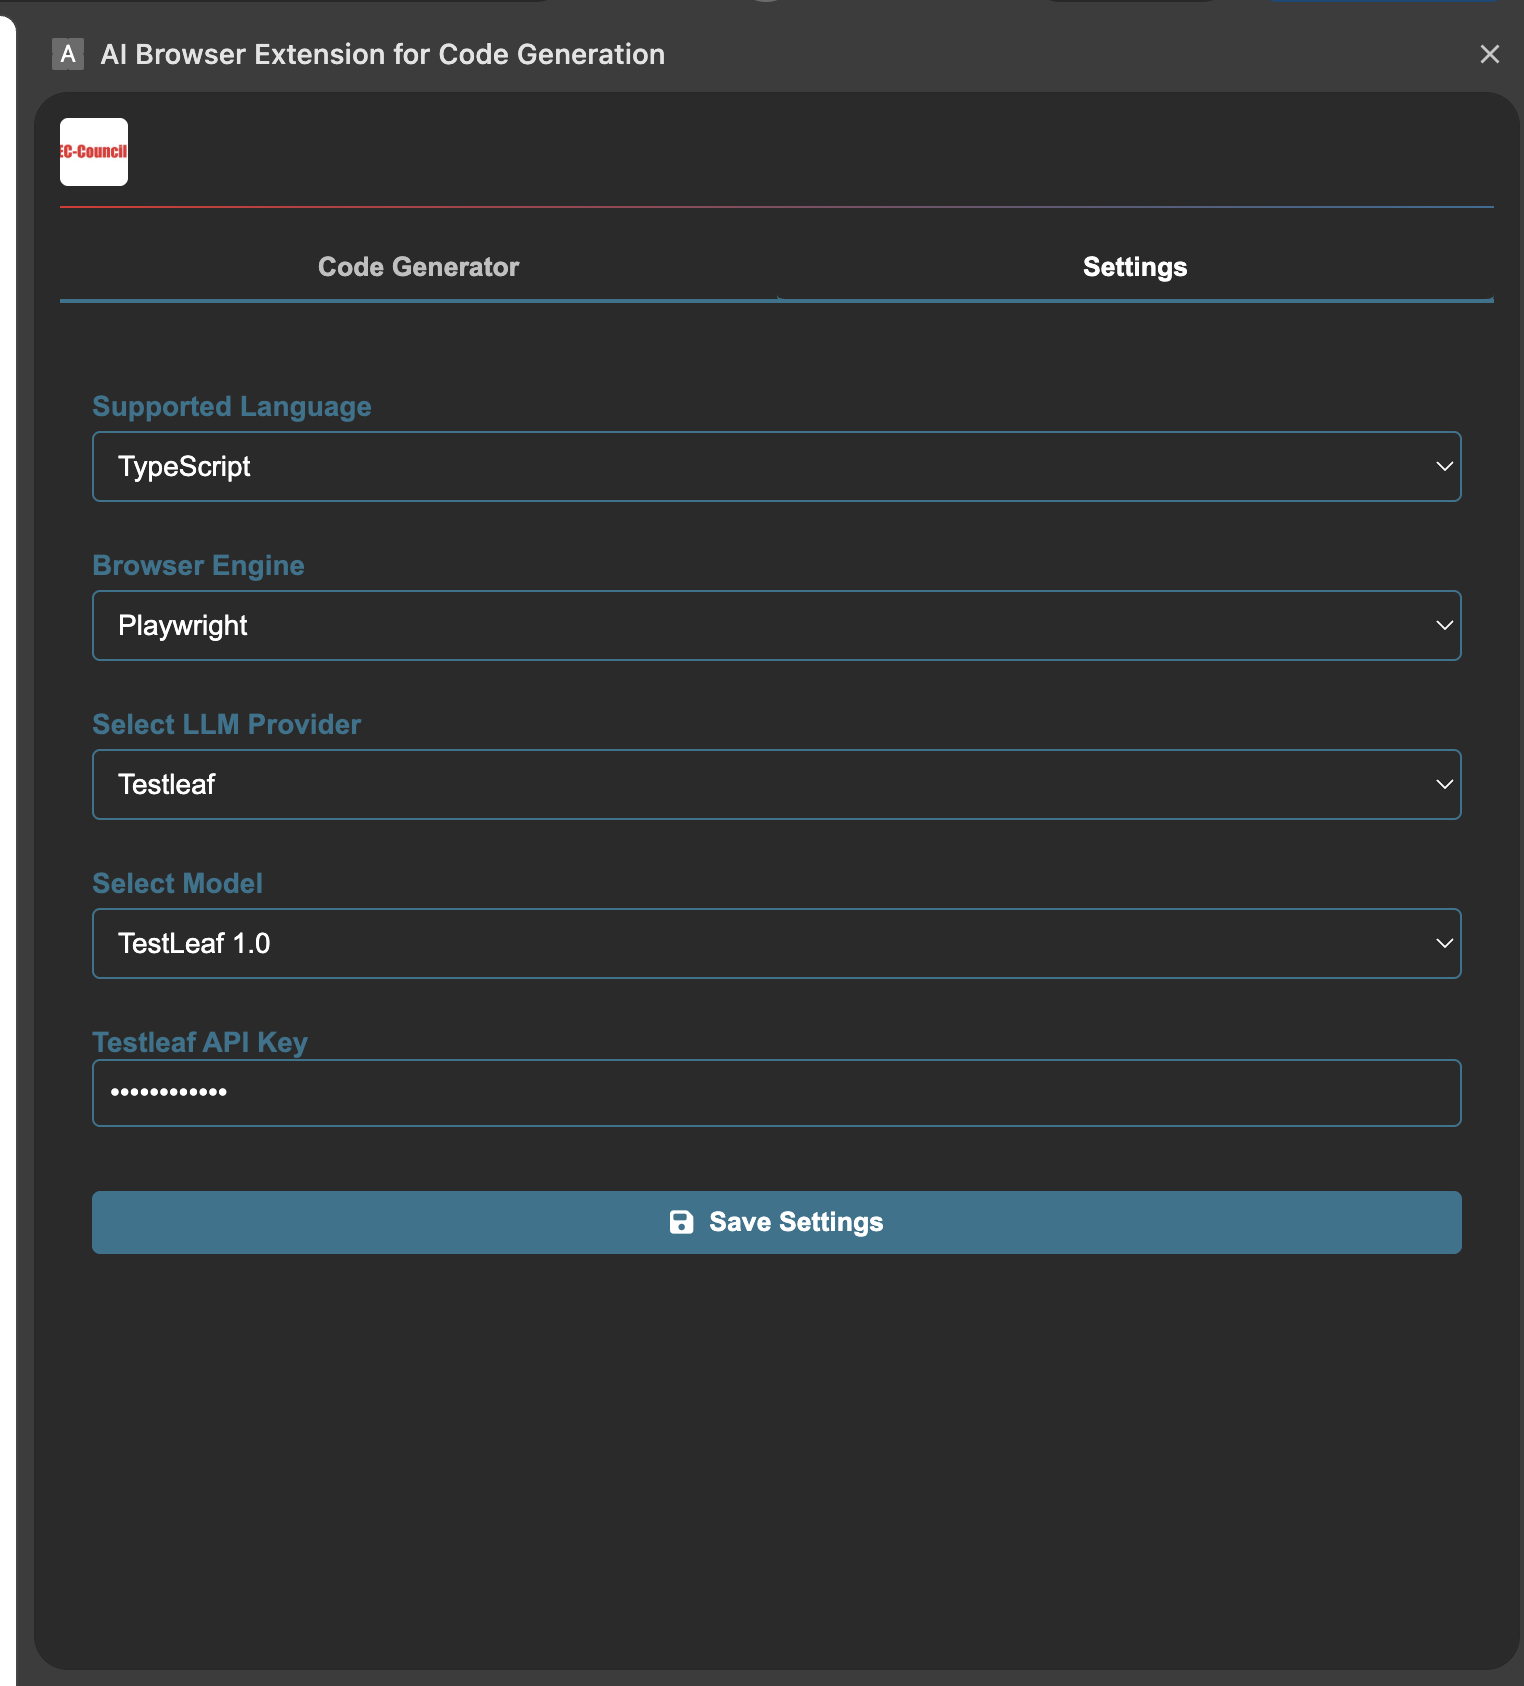 A AI Browser Extension for Code Generation
EC-Council
Code Generator Settings
Supported Language
TypeScript
Browser Engine
Playwright
Select LLM Provider
Testleaf
Select Model
TestLeaf 1.0
Testleaf API Key
••••••••••••
Save Settings